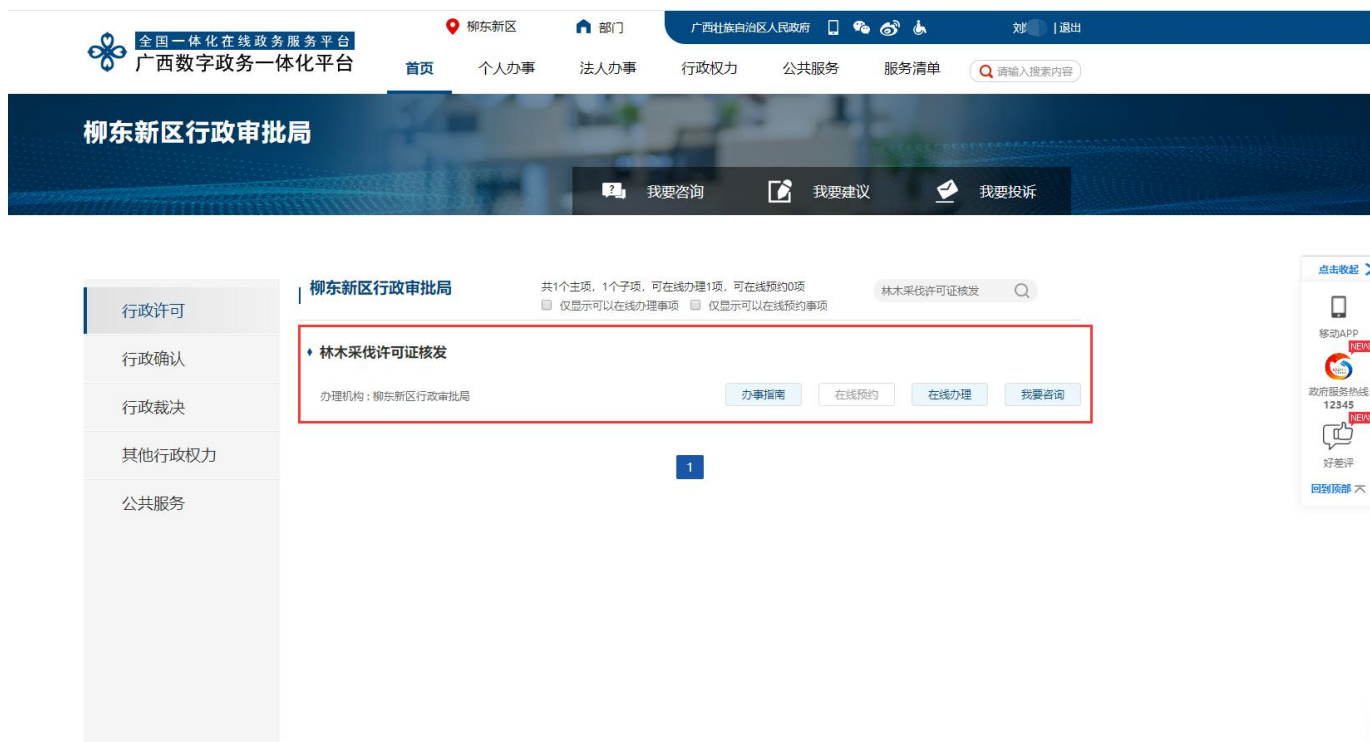 柳东新区
部门
广西壮族自治区人民政府
刘
|退出
全国一体化在线政务服务平台
广西数字政务一体化平台
首页
个人办事
法人办事
行政权力
公共服务
服务清单
请输入搜索内容
柳东新区行政审批局
我要咨询
我要建议
我要投诉
点击收起
移动APP
NEW
政府服务热线
12345
NEW
好差评
回到顶部
行政许可
行政确认
行政裁决
其他行政权力
公共服务
柳东新区行政审批局
共1个主项，1个子项，可在线办理1项，可在线预约0项
仅显示可以在线办理事项 仅显示可以在线预约事项
林木采伐许可证核发
林木采伐许可证核发
办理机构：柳东新区行政审批局
办事指南
在线预约
在线办理
我要咨询
1